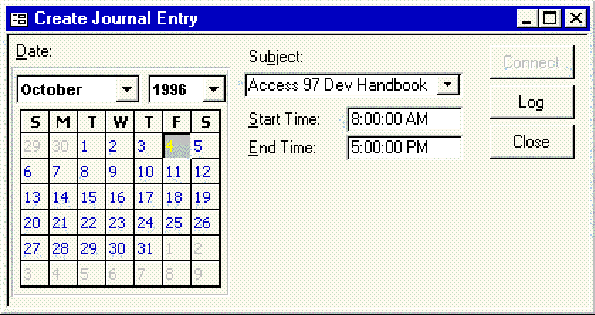 Create Journal Entry
Date:
October 1996
S M T W T F S
29 30 1 2 3 4 5
6 7 8 9 10 11 12
13 14 15 16 17 18 19
20 21 22 23 24 25 26
27 28 29 30 31 1 2
3 4 5 6 7 8 9
Subject:
Access 97 Dev Handbook
Start Time: 8:00:00 AM
End Time: 5:00:00 PM
Connect
Log
Close